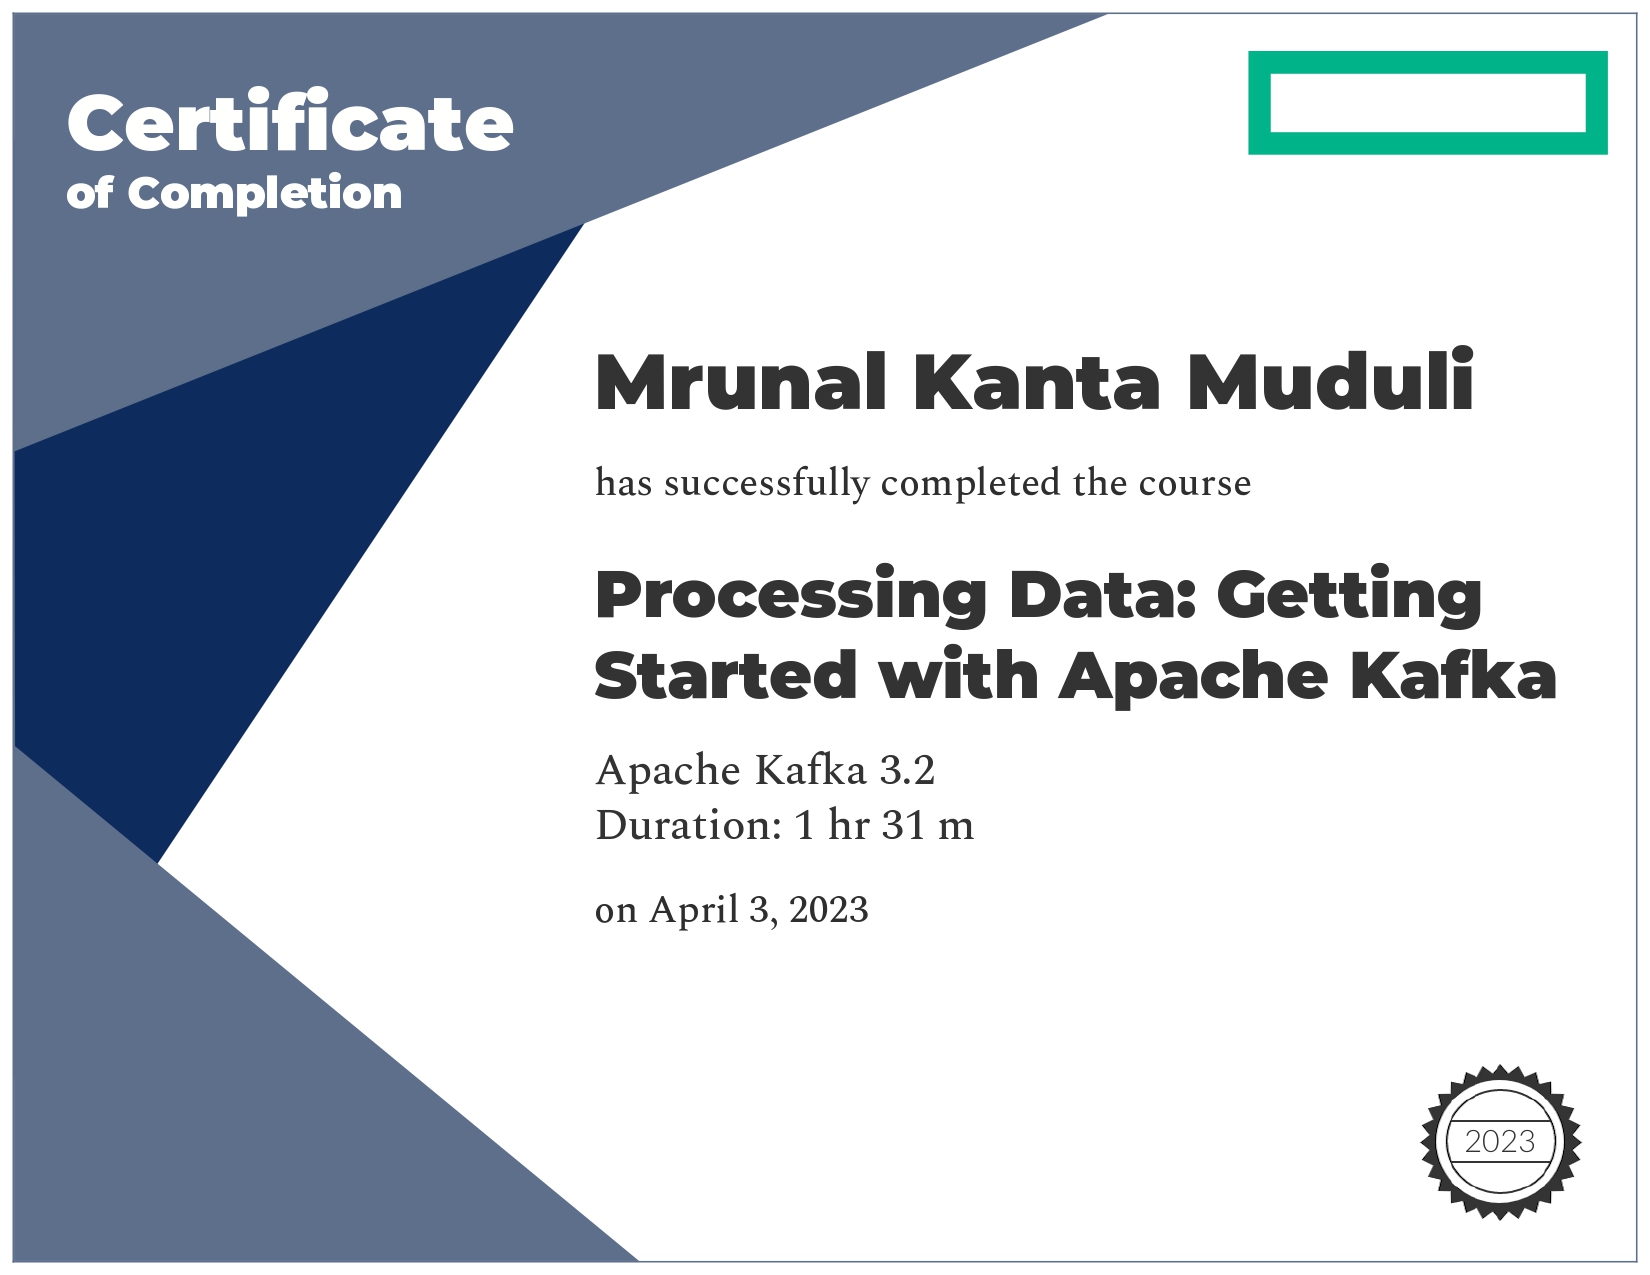 Certificate
of Completion
Mrunal Kanta Muduli
has successfully completed the course
Processing Data: Getting
Started with Apache Kafka
Apache Kafka 3.2
Duration: 1 hr 31 m
on April 3, 2023
2023